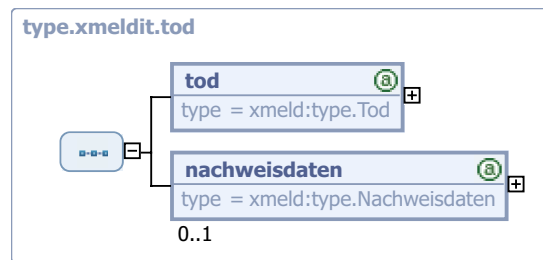 type.xmeldit.tod
tod
type = xmeld:type.Tod
nachweisdaten
type = xmeld:type.Nachweisdaten
0..1